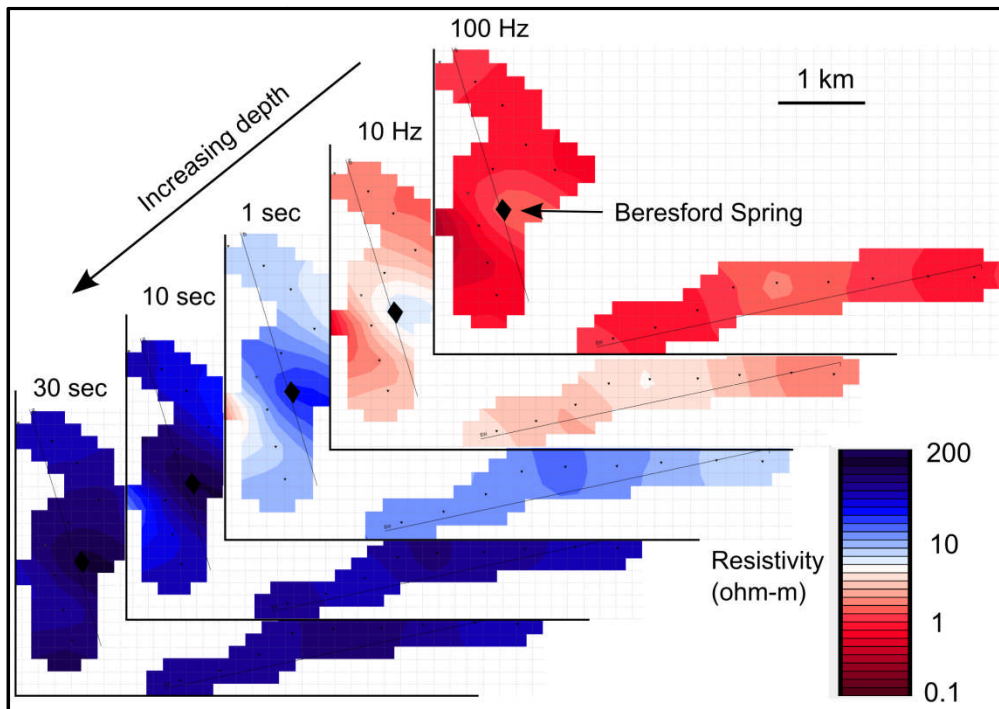 100 Hz
1 km
10 Hz
Increasing depth
1 sec
Beresford Spring
10 sec
30 sec
200
10
Resistivity
(ohm-m)
1
0.1